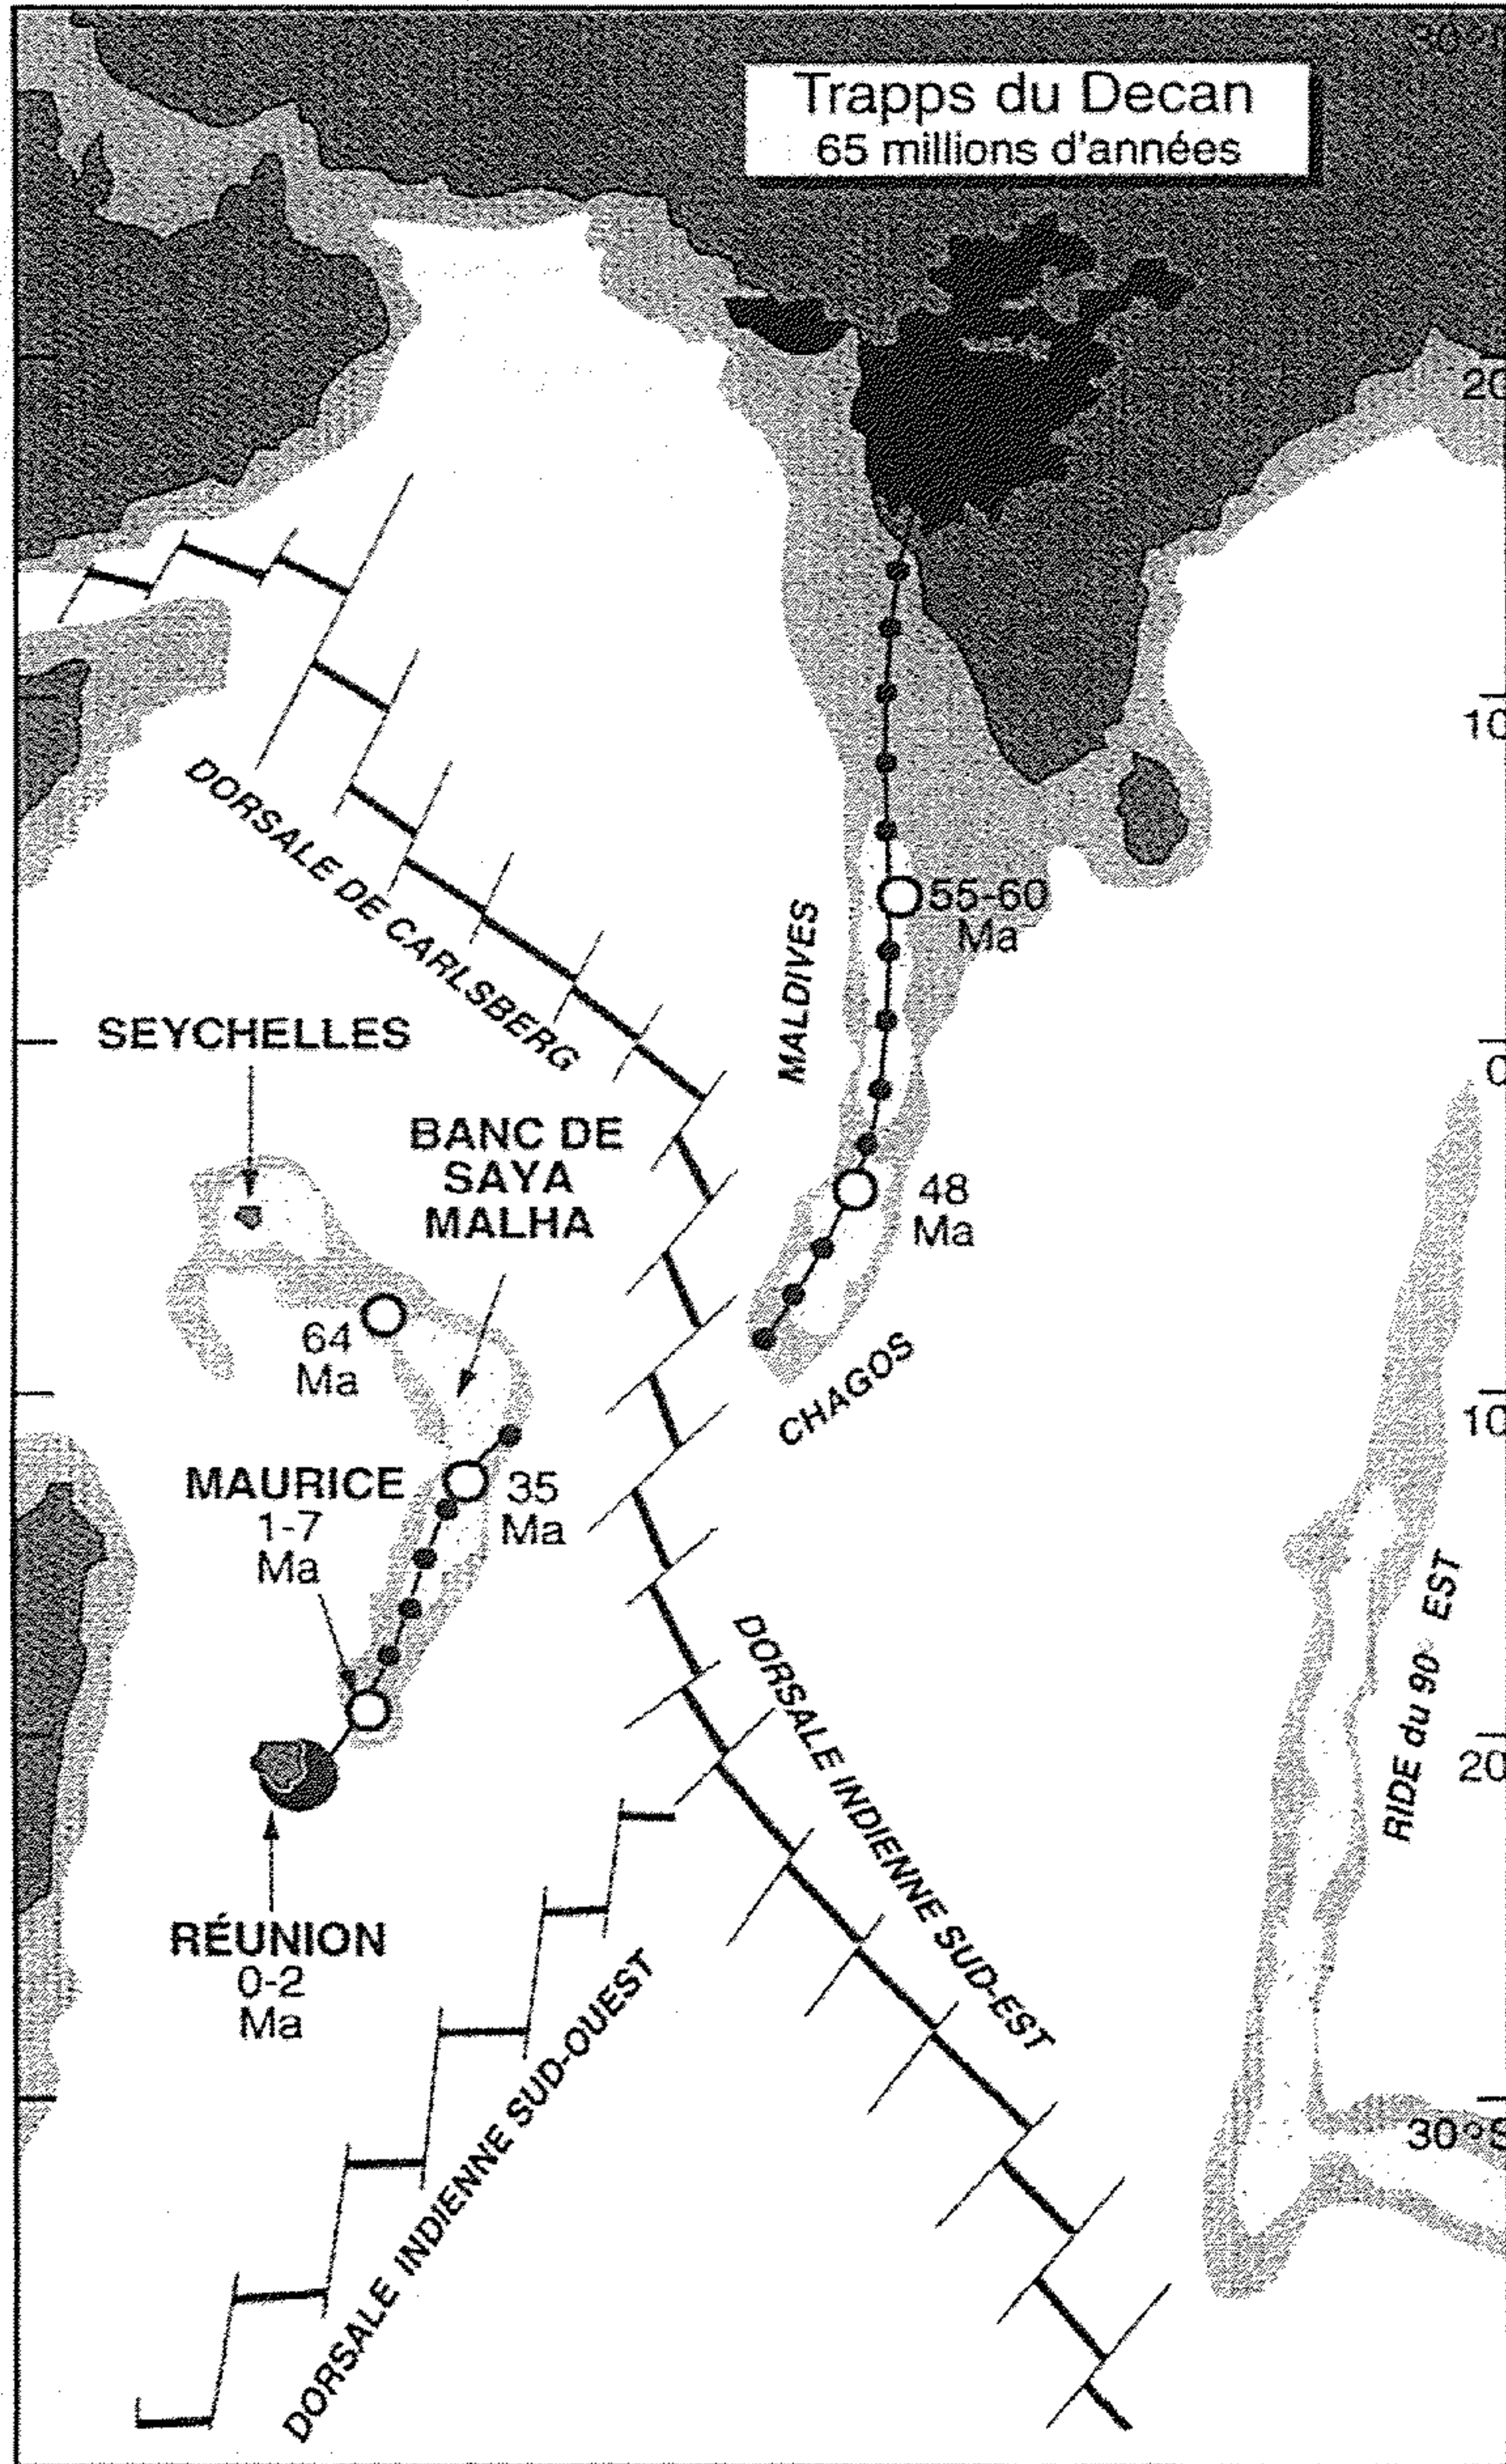 30°N
Trapps du Decan
65 millions d'années
20
10
DORSALE DE CARLSBERG
MALDIVES
55-60
Ma
SEYCHELLES
0
BANC DE
SAYA
MALHA
48
Ma
64
Ma
CHAGOS
10
MAURICE
1-7
Ma
35
Ma
RIDE du 90° EST
DORSALE INDIENNE SUD-EST
20
RÉUNION
0-2
Ma
DORSALE INDIENNE SUD-OUEST
30°S